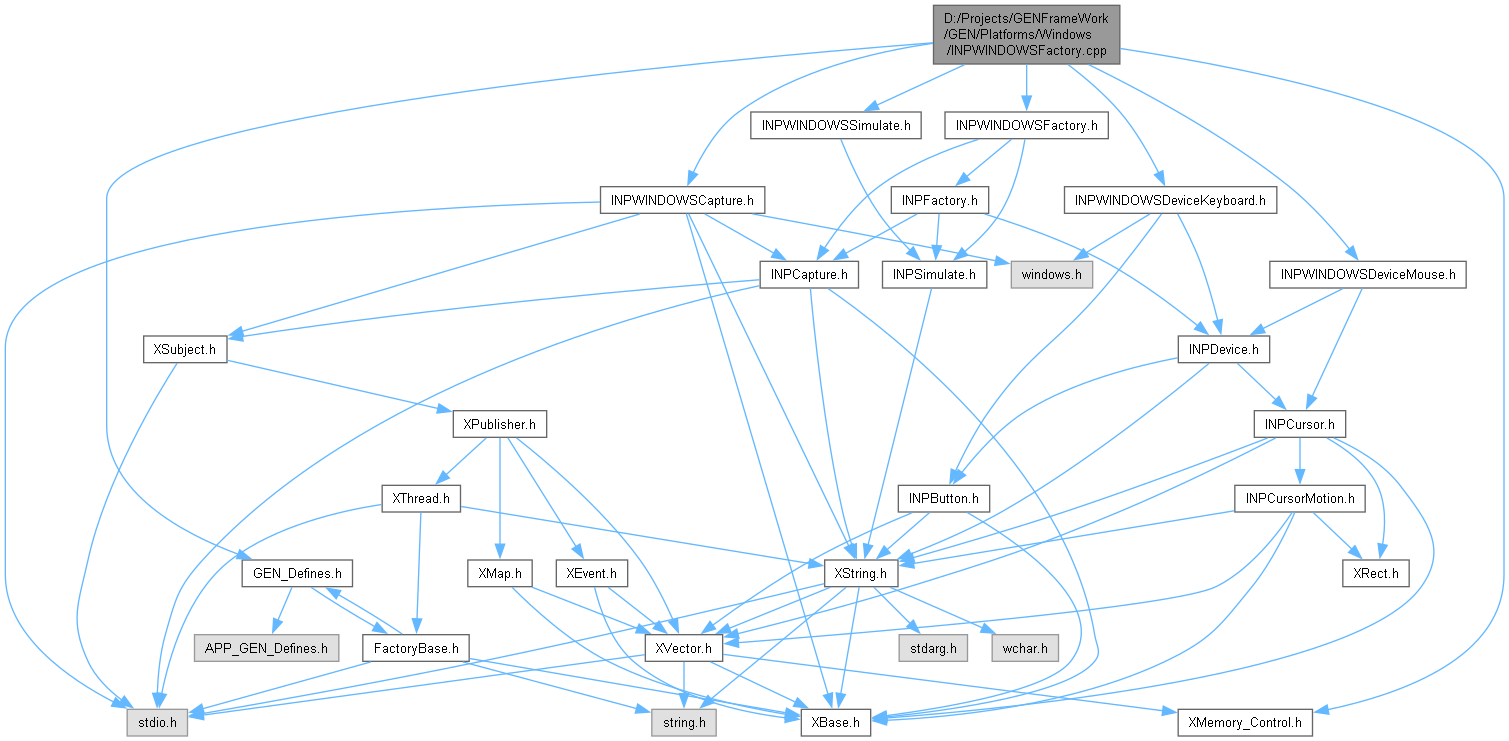 D:/Projects/GENFrameWork
/GEN/Platforms/Windows
/INPWINDOWSFactory.cpp
INPWINDOWSSimulate.h
INPWINDOWSFactory.h
INPWINDOWSCapture.h
INPFactory.h
INPWINDOWSDeviceKeyboard.h
INPCapture.h
INPSimulate.h
windows.h
INPWINDOWSDeviceMouse.h
XSubject.h
INPDevice.h
XPublisher.h
INPCursor.h
XThread.h
INPButton.h
INPCursorMotion.h
GEN_Defines.h
XMap.h
XEvent.h
XString.h
XRect.h
APP_GEN_Defines.h
FactoryBase.h
XVector.h
stdarg.h
wchar.h
stdio.h
string.h
XBase.h
XMemory_Control.h